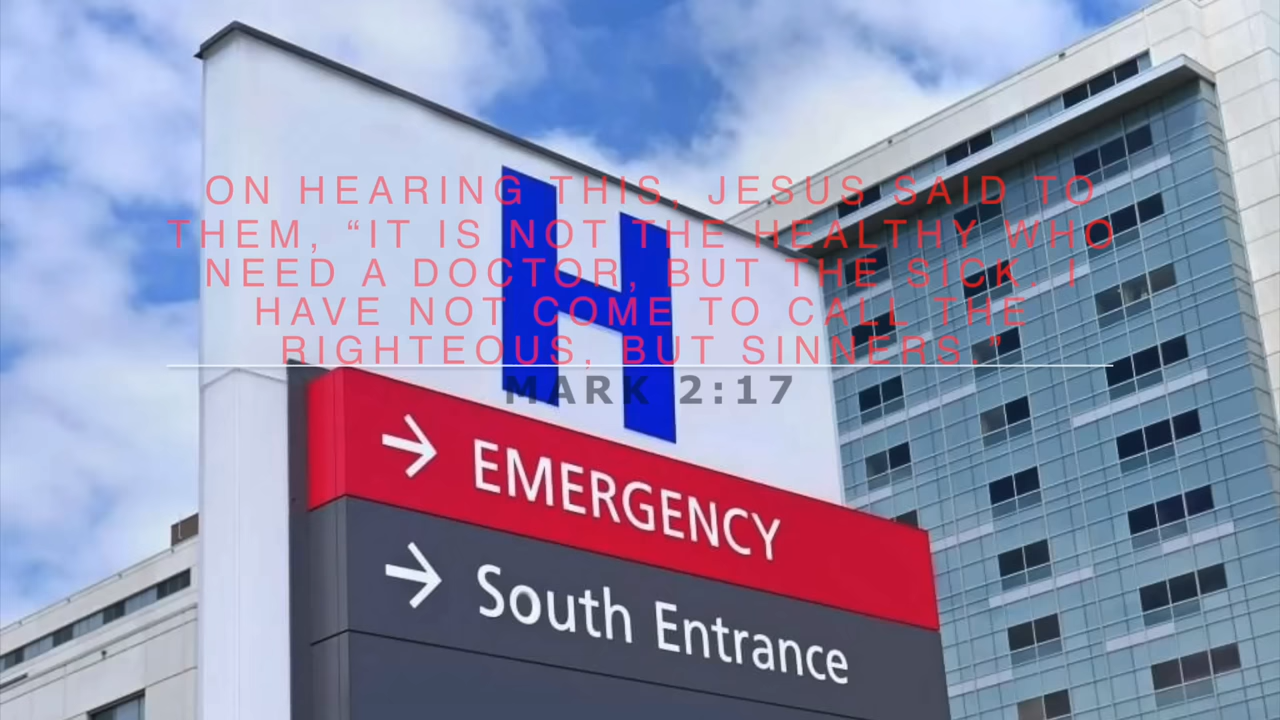 ON HEARING THIS, JESUS SAID TO
THEM, “IT IS NOT THE HEALTHY WHO
NEED A DOCTOR, BUT THE SICK. I
HAVE NOT COME TO CALL THE
RIGHTEOUS, BUT SINNERS.”
MARK 2:17
H
→ EMERGENCY
→ South Entrance